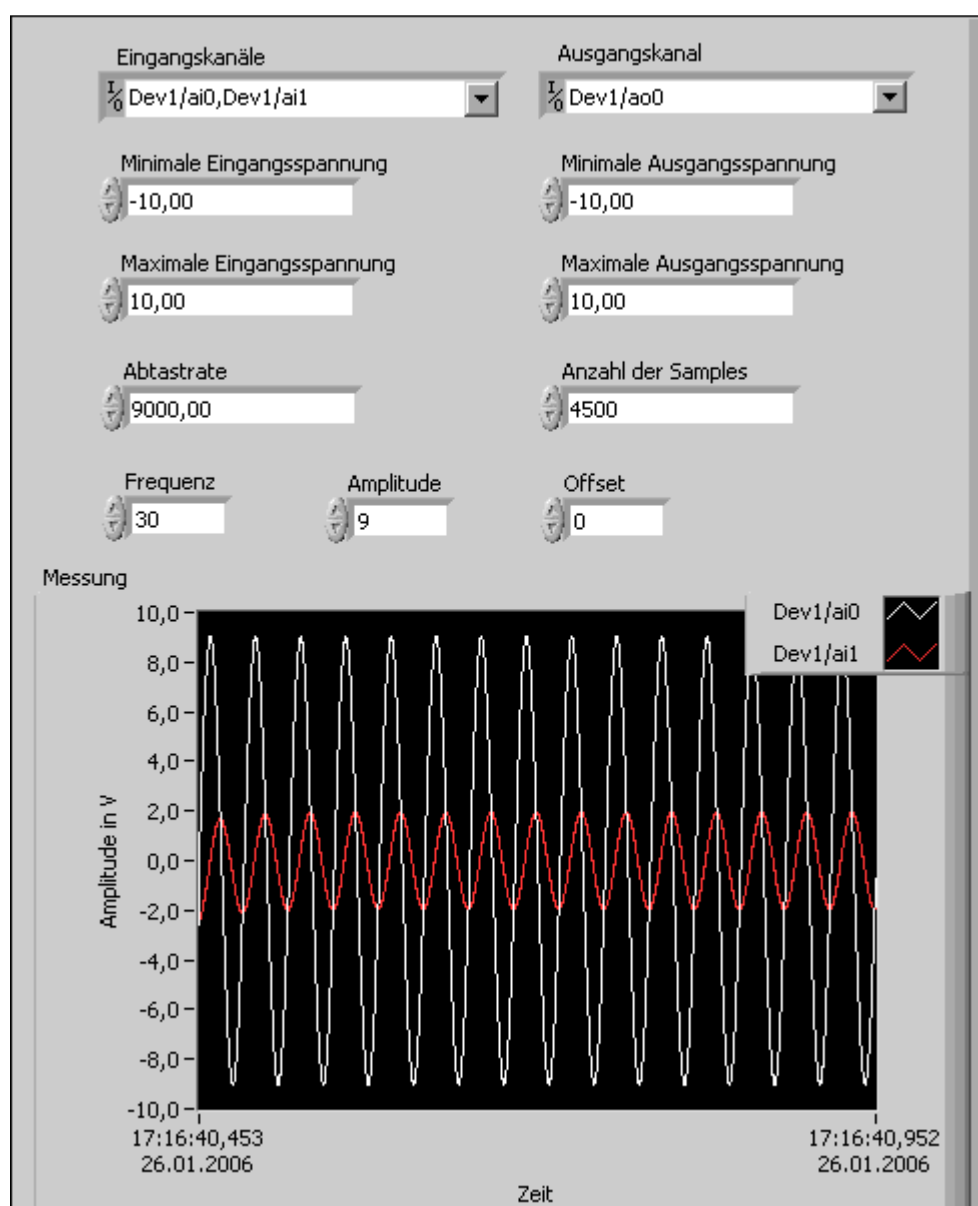 Eingangskanäle
Ausgangskanal
I/O Dev1/ai0,Dev1/ai1
I/O Dev1/ao0
Minimale Eingangsspannung
Minimale Ausgangsspannung
-10,00
-10,00
Maximale Eingangsspannung
Maximale Ausgangsspannung
10,00
10,00
Abtastrate
Anzahl der Samples
9000,00
4500
Frequenz
Amplitude
Offset
30
9
0
Messung
Dev1/ai0
Dev1/ai1
Amplitude in V
10,0
8,0
6,0
4,0
2,0
0,0
-2,0
-4,0
-6,0
-8,0
-10,0
17:16:40,453
26.01.2006
17:16:40,952
26.01.2006
Zeit